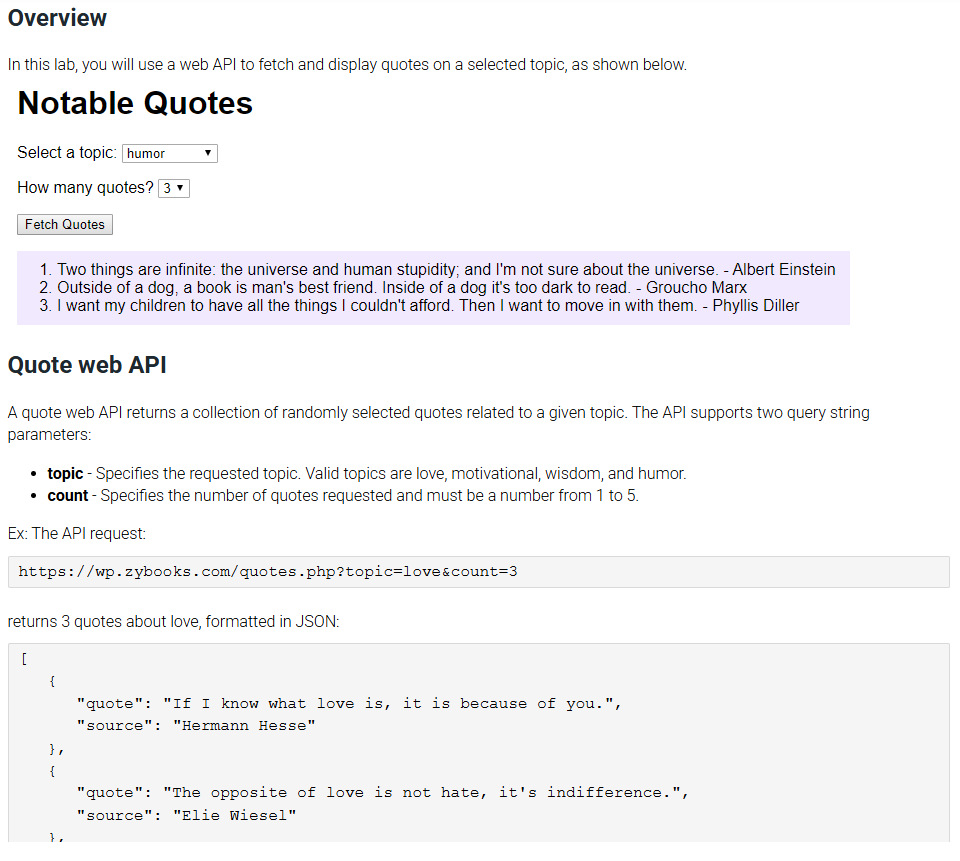 Overview
In this lab, you will use a web API to fetch and display quotes on a selected topic, as shown below.
Notable Quotes
Select a topic: humor
How many quotes? 3
Fetch Quotes
1. Two things are infinite: the universe and human stupidity; and I'm not sure about the universe. - Albert Einstein
2. Outside of a dog, a book is man's best friend. Inside of a dog it's too dark to read. - Groucho Marx
3. I want my children to have all the things I couldn't afford. Then I want to move in with them. - Phyllis Diller
Quote web API
A quote web API returns a collection of randomly selected quotes related to a given topic. The API supports two query string
parameters:
• topic - Specifies the requested topic. Valid topics are love, motivational, wisdom, and humor.
• count - Specifies the number of quotes requested and must be a number from 1 to 5.
Ex: The API request:
https://wp.zybooks.com/quotes.php?topic=love&count=3
returns 3 quotes about love, formatted in JSON:
[
{
"quote": "If I know what love is, it is because of you.",
"source": "Hermann Hesse"
},
{
"quote": "The opposite of love is not hate, it's indifference.",
"source": "Elie Wiesel"
},